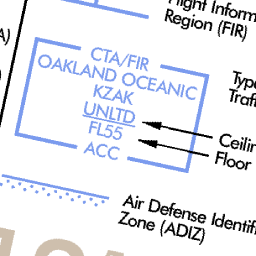 Flight Inform
Region (FIR)
CTA/FIR
OAKLAND OCEANIC
KZAK
UNLTD
FL55
ACC
Type
Traff
Ceilin
Floor
Air Defense Identifi
Zone (ADIZ)